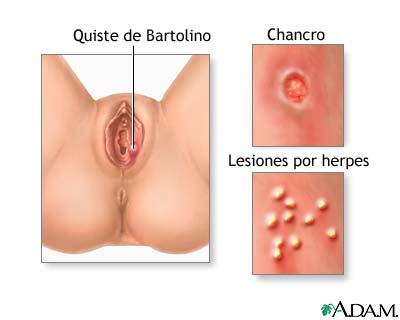 Quiste de Bartolino
Chancro
Lesiones por herpes
A.D.A.M.